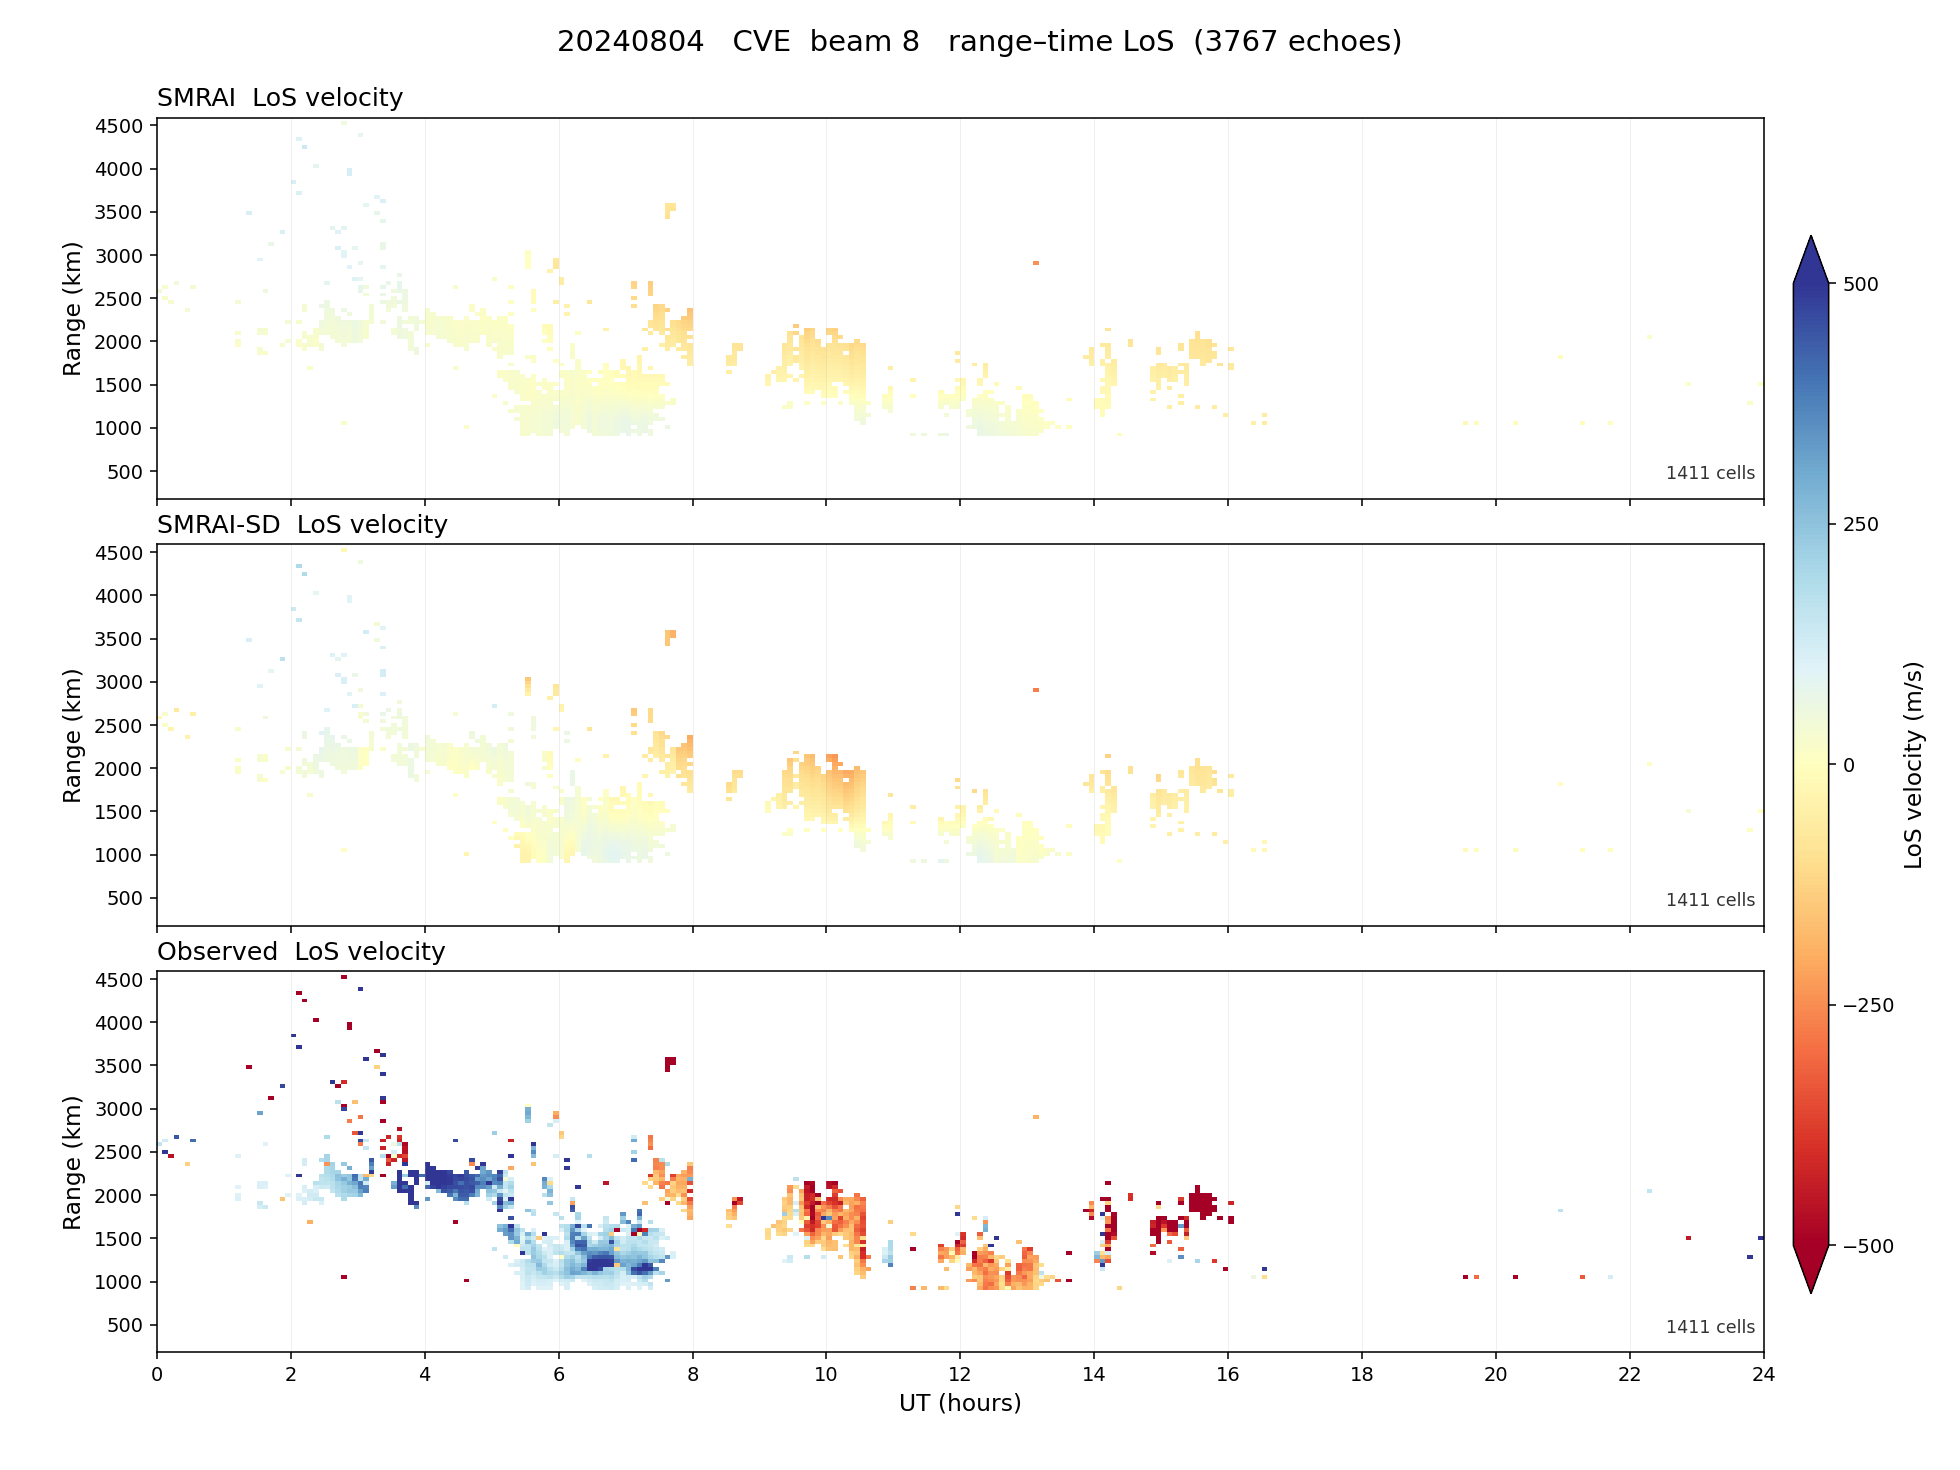 20240804   CVE  beam 8   range–time LoS  (3767 echoes)
SMRAI  LoS velocity
4500
4000
3500
3000
2500
2000
1500
1000
500
Range (km)
1411 cells
SMRAI-SD  LoS velocity
4500
4000
3500
3000
2500
2000
1500
1000
500
Range (km)
1411 cells
Observed  LoS velocity
4500
4000
3500
3000
2500
2000
1500
1000
500
Range (km)
1411 cells
0 2 4 6 8 10 12 14 16 18 20 22 24
UT (hours)
500
250
0
−250
−500
LoS velocity (m/s)